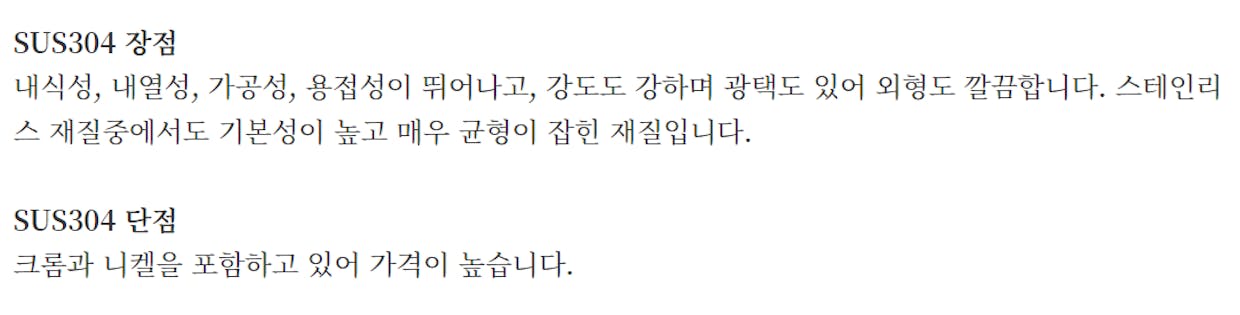 SUS304 장점
내식성, 내열성, 가공성, 용접성이 뛰어나고, 강도도 강하며 광택도 있어 외형도 깔끔합니다. 스테인리
스 재질중에서도 기본성이 높고 매우 균형이 잡힌 재질입니다.
SUS304 단점
크롬과 니켈을 포함하고 있어 가격이 높습니다.